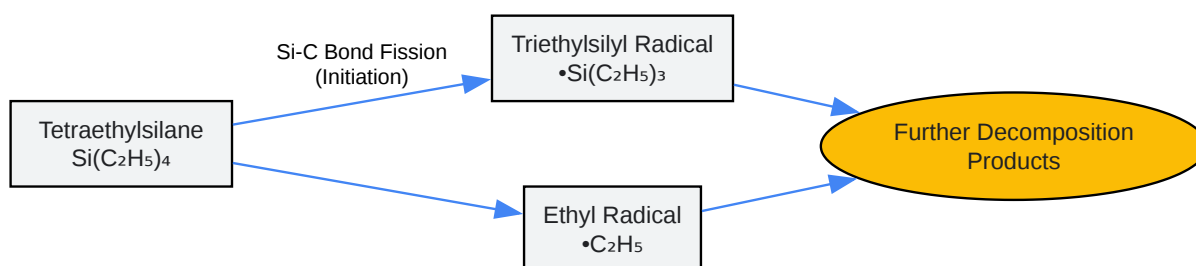 Tetraethylsilane
Si(C₂H₅)₄
Si-C Bond Fission
(Initiation)
Triethylsilyl Radical
•Si(C₂H₅)₃
Ethyl Radical
•C₂H₅
Further Decomposition
Products